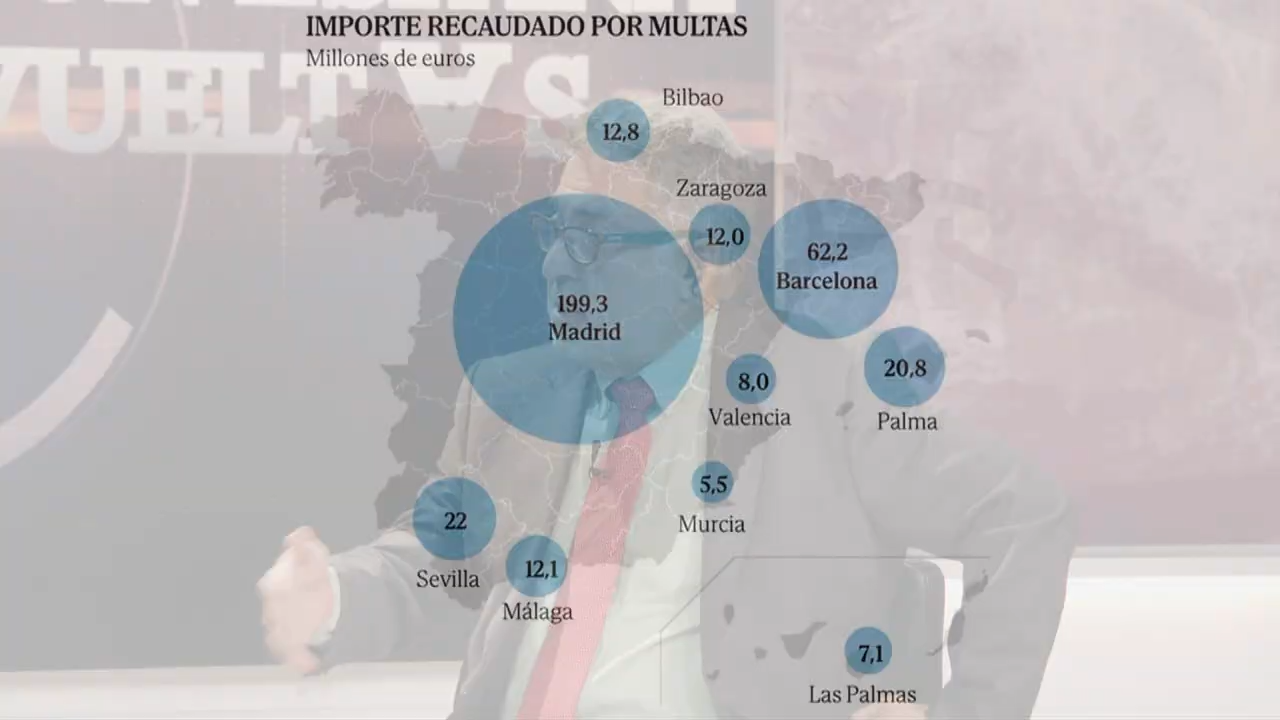 IMPORTE RECAUDADO POR MULTAS
Millones de euros
VUELTAS
Bilbao
12,8
Zaragoza
12,0
62,2
Barcelona
199,3
Madrid
8,0
Valencia
20,8
Palma
5,5
Murcia
22
Sevilla
12,1
Málaga
7,1
Las Palmas